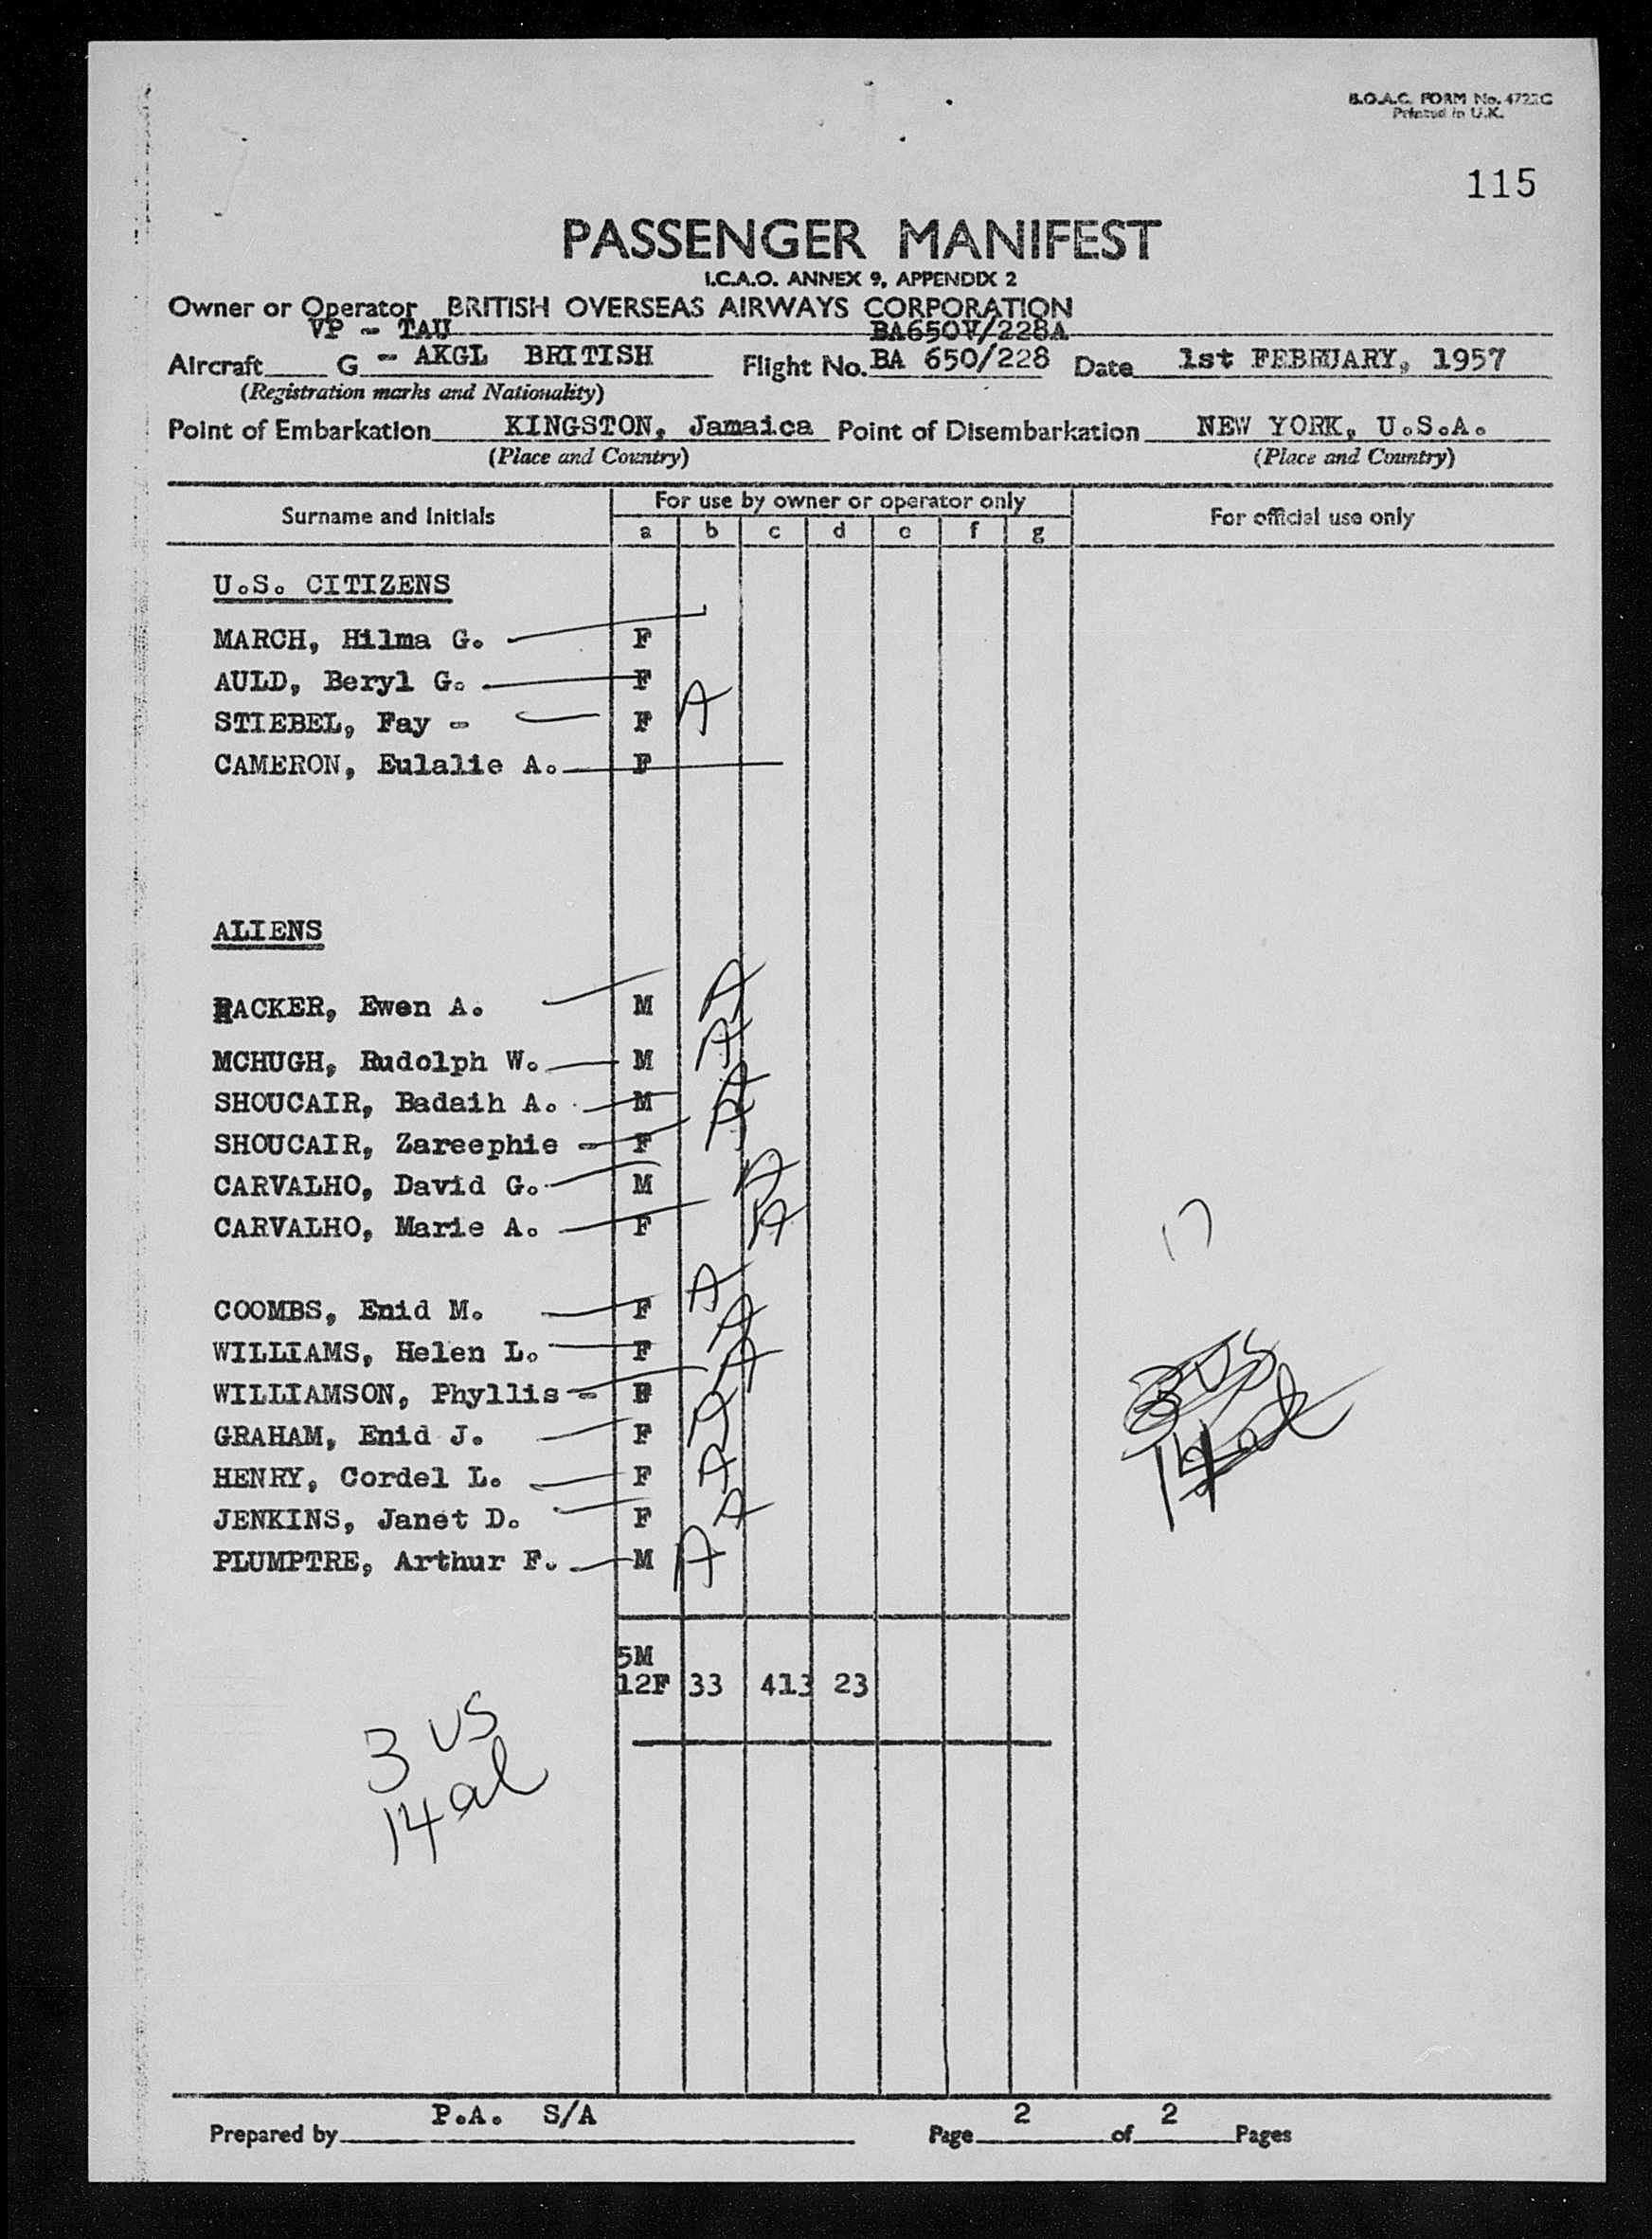 B.O.A.C. FORM No. 4722C
Printed in U.K.
115
PASSENGER MANIFEST
I.C.A.O. ANNEX 9, APPENDIX 2
Owner or Operator BRITISH OVERSEAS AIRWAYS CORPORATION
VP - TAU BA650V/228A
Aircraft G - AKGL BRITISH Flight No. BA 650/228 Date 1st FEBRUARY, 1957
(Registration marks and Nationality)
Point of Embarkation KINGSTON, Jamaica Point of Disembarkation NEW YORK, U.S.A.
(Place and Country) (Place and Country)
Surname and Initials For use by owner or operator only For official use only
a b c d e f g
U.S. CITIZENS
MARCH, Hilma G. F
AULD, Beryl G. F
STIEBEL, Fay - F A
CAMERON, Eulalie A. F
ALIENS
HACKER, Ewen A. M A
MCHUGH, Rudolph W. M A
SHOUCAIR, Badaih A. M A
SHOUCAIR, Zareephie - F A
CARVALHO, David G. M A
CARVALHO, Marie A. F A
COOMBS, Enid M. F A
WILLIAMS, Helen L. F A
WILLIAMSON, Phyllis - F A
GRAHAM, Enid J. F A
HENRY, Cordel L. F A
JENKINS, Janet D. F A
PLUMPTRE, Arthur F. M A
3 US
14 al
5M
12F 33 413 23
3 US
14 al
Prepared by P.A. S/A Page 2 of 2 Pages